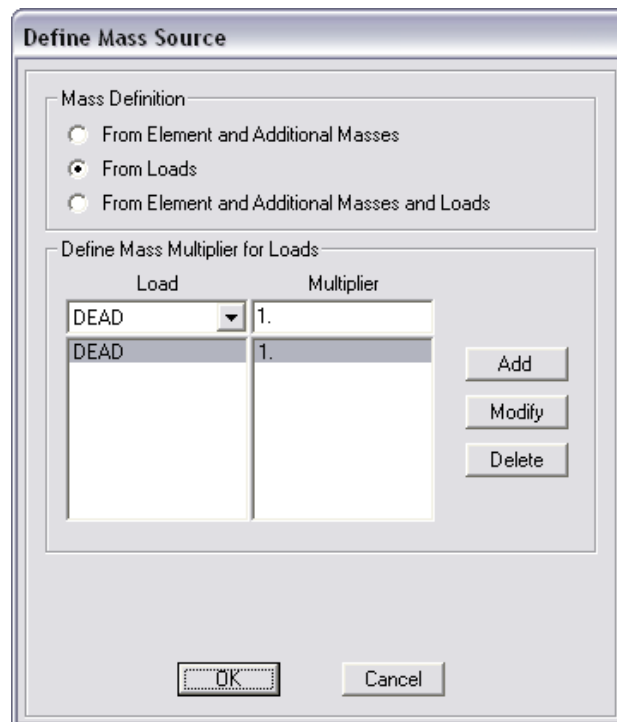 Define Mass Source
Mass Definition
From Element and Additional Masses
From Loads
From Element and Additional Masses and Loads
Define Mass Multiplier for Loads
Load Multiplier
DEAD 1.
DEAD 1.
Add
Modify
Delete
OK Cancel